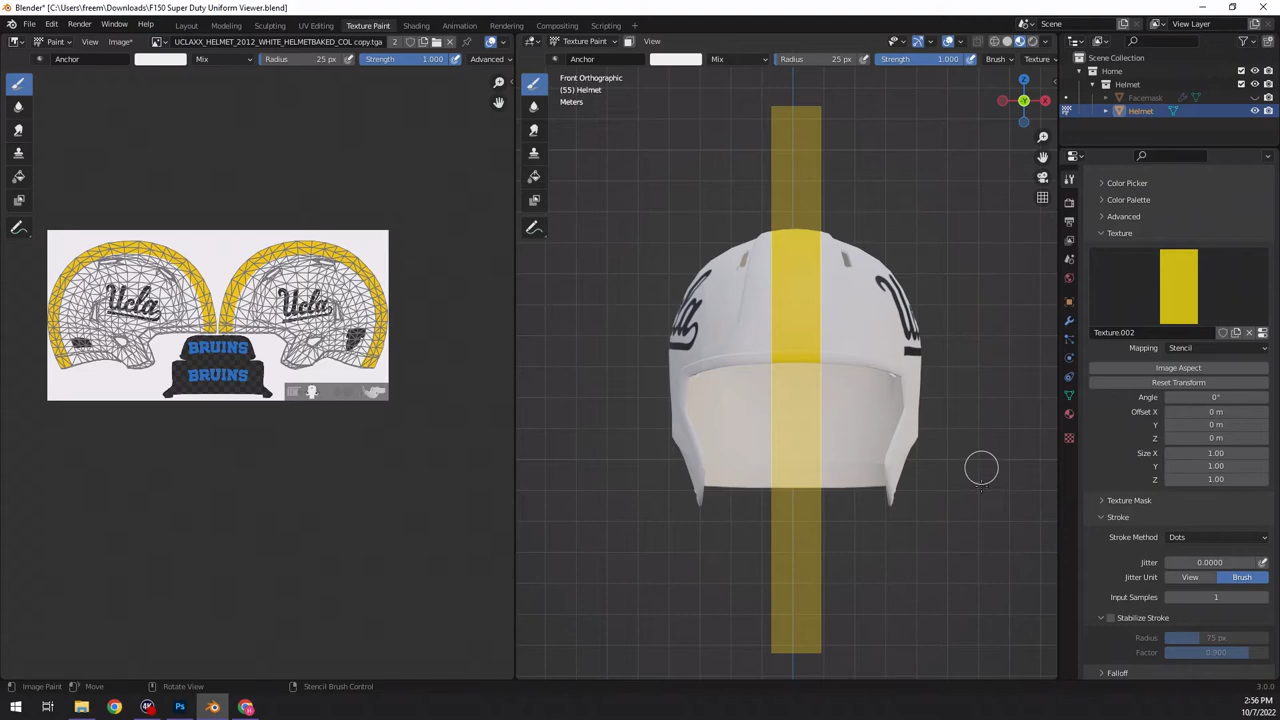 Blender* [C:\Users\freem\Downloads\F150 Super Duty Uniform Viewer.blend]
File Edit Render Window Help Layout Modeling Sculpting UV Editing Texture Paint Shading Animation Rendering Compositing Scripting Scene View Layer
Paint View Image* UCLAXX_HELMET_2012_WHITE_HELMETBAKED_COL copy.tga 2 Texture Paint View
Anchor Mix Radius 25 px Strength 1.000 Advanced Anchor Mix Radius 25 px Strength 1.000 Brush Texture
Scene Collection
Home
Helmet
Facemask
Helmet
Front Orthographic
(55) Helmet
Meters
Z
Y
X
Ucla
Ucla
BRUINS
BRUINS
Color Picker
Color Palette
Advanced
Texture
Texture.002
Mapping Stencil
Image Aspect
Reset Transform
Angle 0°
Offset X 0 m
Y 0 m
Z 0 m
Size X 1.00
Y 1.00
Z 1.00
Texture Mask
Stroke
Stroke Method Dots
Jitter 0.0000
Jitter Unit View Brush
Input Samples 1
Stabilize Stroke
Radius 75 px
Factor 0.900
Falloff
Image Paint Move Rotate View Stencil Brush Control 3.0.0
2:56 PM
10/7/2022